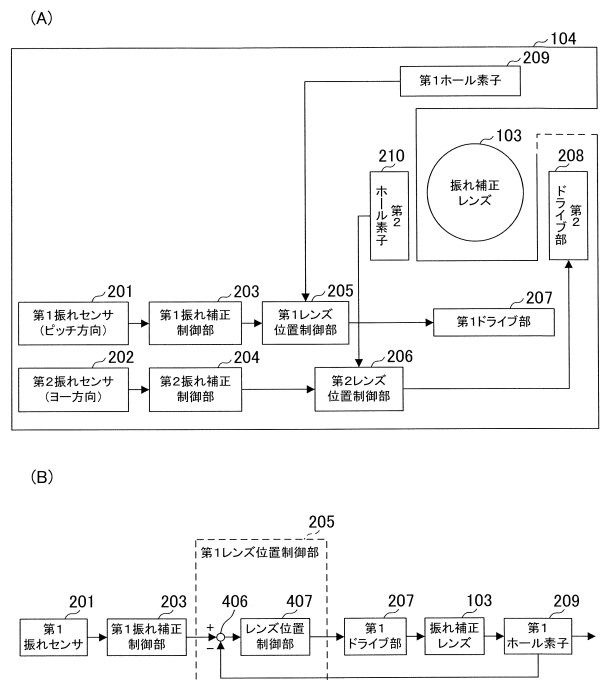 (A)
104
209
第1ホール素子
103
振れ補正
レンズ
210
第2
ホール素子
208
第2
ドライブ部
201
第1振れセンサ
(ピッチ方向)
203
第1振れ補正
制御部
205
第1レンズ
位置制御部
207
第1ドライブ部
202
第2振れセンサ
(ヨー方向)
204
第2振れ補正
制御部
206
第2レンズ
位置制御部
(B)
205
第1レンズ位置制御部
201
第1
振れセンサ
203
第1振れ補正
制御部
+
−
406
407
レンズ位置
制御部
207
第1
ドライブ部
103
振れ補正
レンズ
209
第1
ホール素子